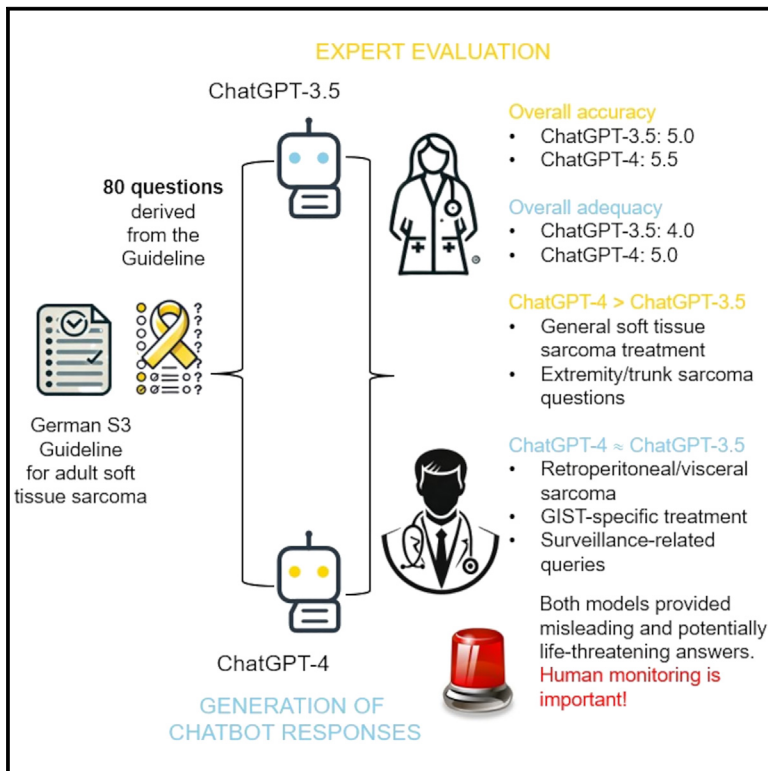 EXPERT EVALUATION
ChatGPT-3.5
80 questions
derived
from the
Guideline
German S3
Guideline
for adult soft
tissue sarcoma
ChatGPT-4
GENERATION OF
CHATBOT RESPONSES
Overall accuracy
• ChatGPT-3.5: 5.0
• ChatGPT-4: 5.5
Overall adequacy
• ChatGPT-3.5: 4.0
• ChatGPT-4: 5.0
ChatGPT-4 > ChatGPT-3.5
• General soft tissue
sarcoma treatment
• Extremity/trunk sarcoma
questions
ChatGPT-4 ≈ ChatGPT-3.5
• Retroperitoneal/visceral
sarcoma
• GIST-specific treatment
• Surveillance-related
queries
Both models provided
misleading and potentially
life-threatening answers.
Human monitoring is
important!